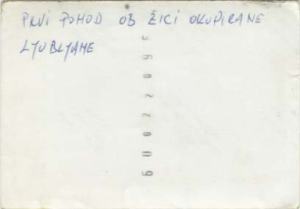 PRVI POHOD OB ŽICI OKUPIRANE
LJUBLJANE